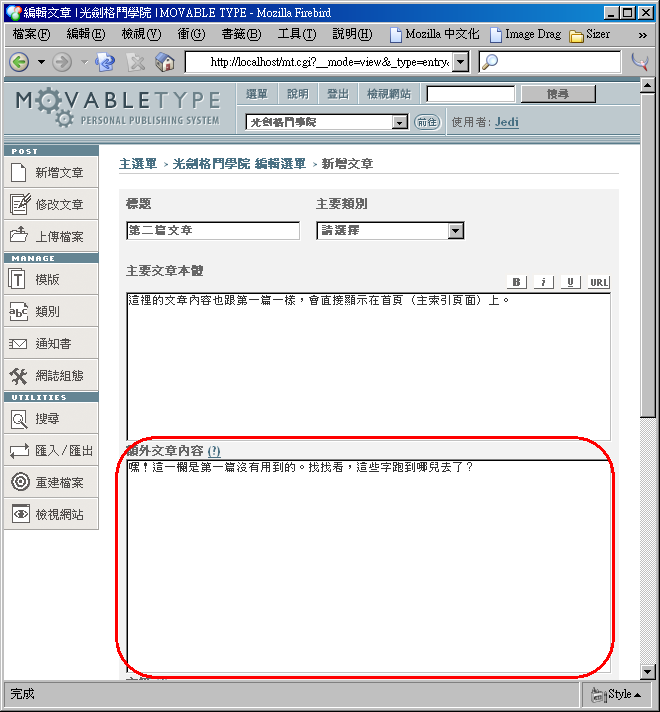 編輯文章 | 光劍格鬥學院 | MOVABLE TYPE - Mozilla Firebird
檔案(F) 編輯(E) 檢視(V) 衝(G) 書籤(B) 工具(T) 說明(H) Mozilla 中文化 Image Drag Sizer »
http://localhost/mt.cgi?__mode=view&_type=entry&
MOVABLETYPE
PERSONAL PUBLISHING SYSTEM
選單 說明 登出 檢視網站 搜尋
光劍格鬥學院 前往 使用者: Jedi
POST
新增文章
修改文章
上傳檔案
MANAGE
模版
類別
通知書
網誌組態
UTILITIES
搜尋
匯入/匯出
重建檔案
檢視網站
主選單 > 光劍格鬥學院 編輯選單 > 新增文章
標題 主要類別
第二篇文章 請選擇
主要文章本體
B i U URL
這裡的文章內容也跟第一篇一樣，會直接顯示在首頁（主索引頁面）上。
額外文章內容 (?)
嘿！這一欄是第一篇沒有用到的。找找看，這些字跑到哪兒去了？
完成 Style